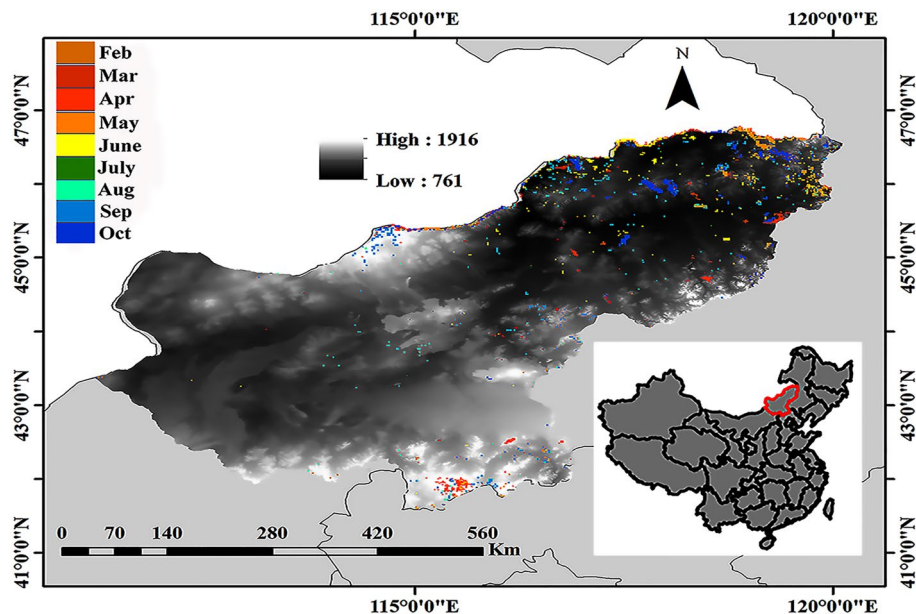 115°0'0"E
120°0'0"E
Feb
Mar
Apr
May
June
July
Aug
Sep
Oct
N
High : 1916
Low : 761
47°0'0"N
45°0'0"N
43°0'0"N
41°0'0"N
47°0'0"N
45°0'0"N
43°0'0"N
41°0'0"N
0 70 140 280 420 560
Km
115°0'0"E
120°0'0"E